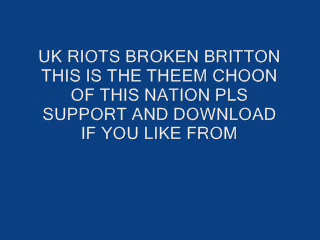 UK RIOTS BROKEN BRITTON
THIS IS THE THEEM CHOON
OF THIS NATION PLS
SUPPORT AND DOWNLOAD
IF YOU LIKE FROM